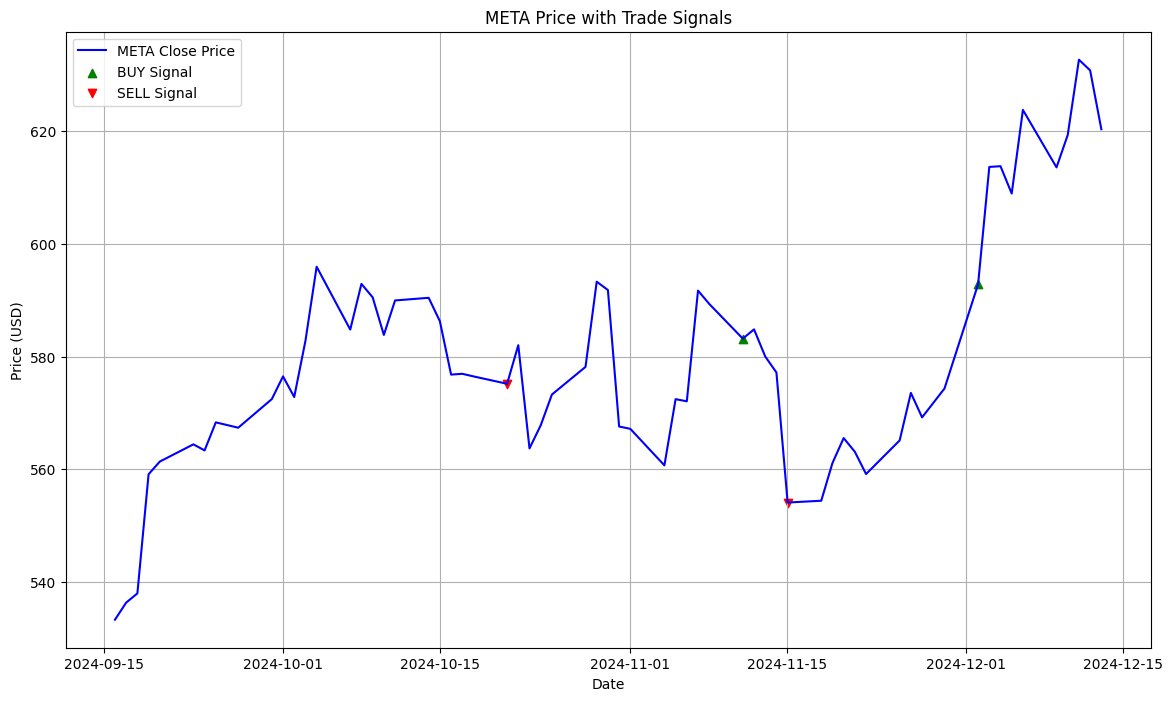 META Price with Trade Signals
META Close Price
BUY Signal
SELL Signal
Price (USD)
620
600
580
560
540
2024-09-15 2024-10-01 2024-10-15 2024-11-01 2024-11-15 2024-12-01 2024-12-15
Date